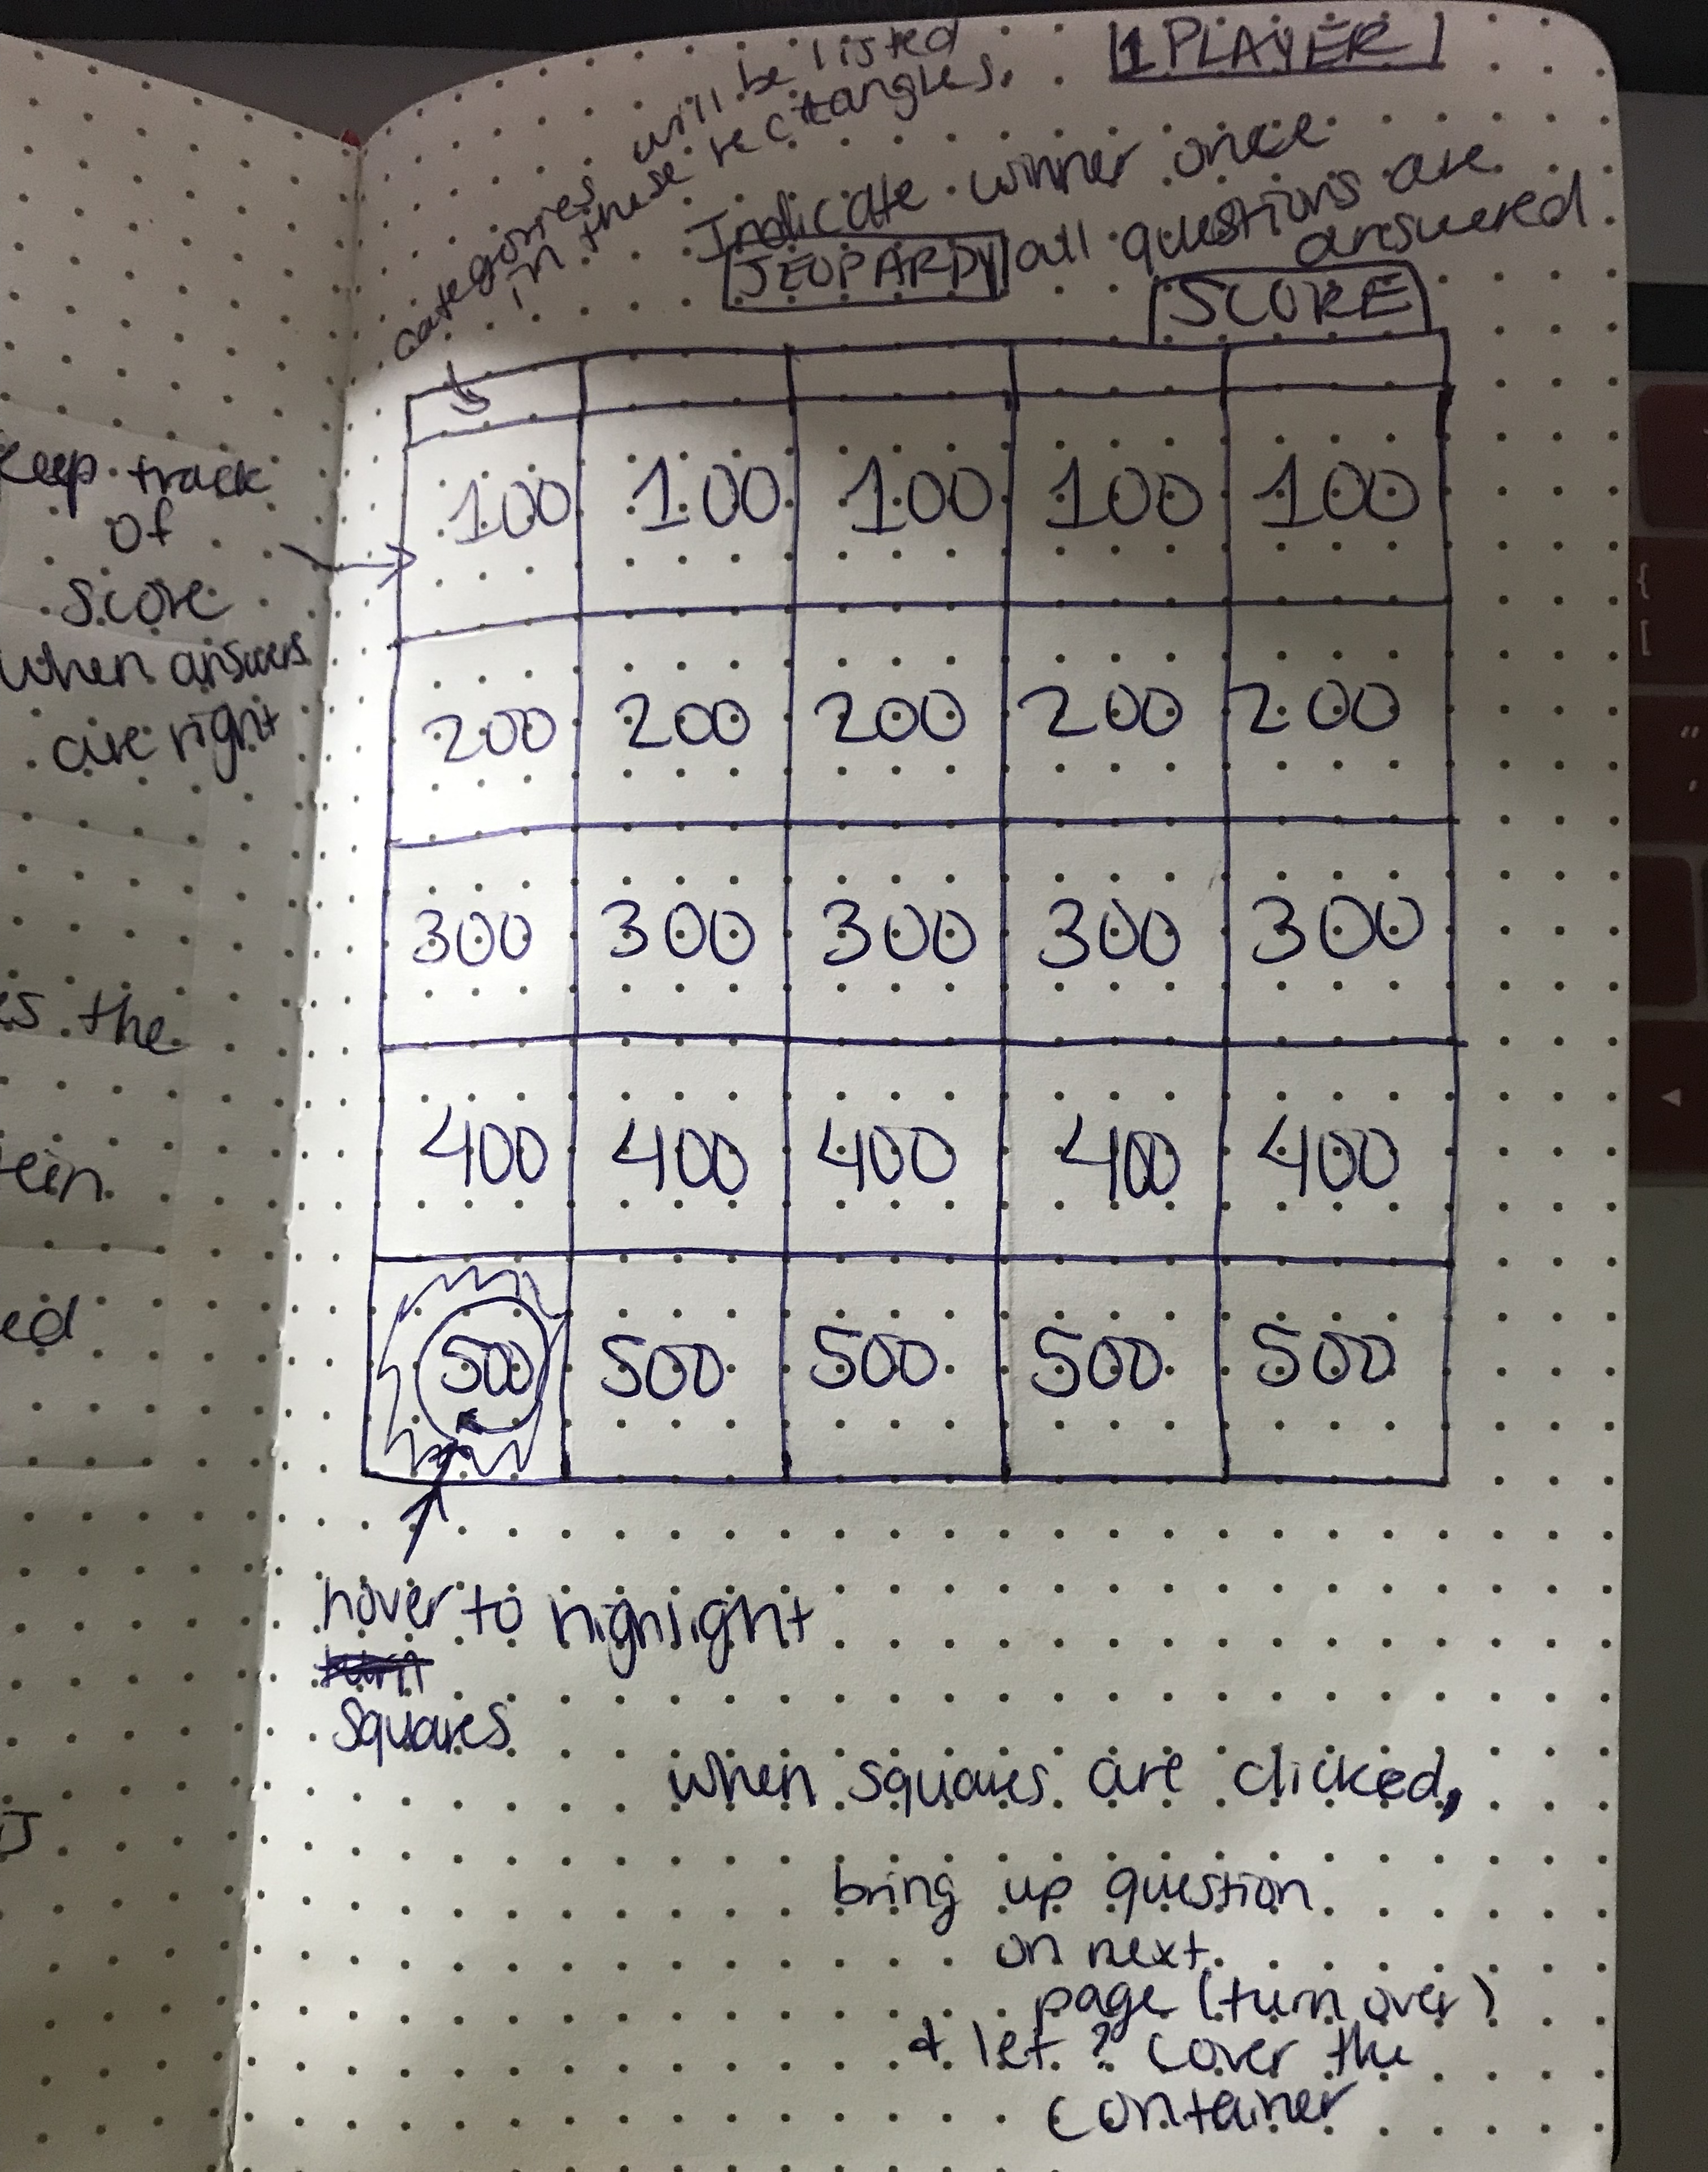 1 PLAYER
categories will be listed
in these rectangles.
Indicate winner once
all questions are
answered
JEOPARDY
SCORE
keep track
of
score
when answers
are right
100 100 100 100 100
200 200 200 200 200
300 300 300 300 300
400 400 400 400 400
500 500 500 500 500
the
ed
hover to highlight
squares
when squares are clicked,
bring up question
on next
page (turn over)
& let ? cover the
container
{
[
"
'